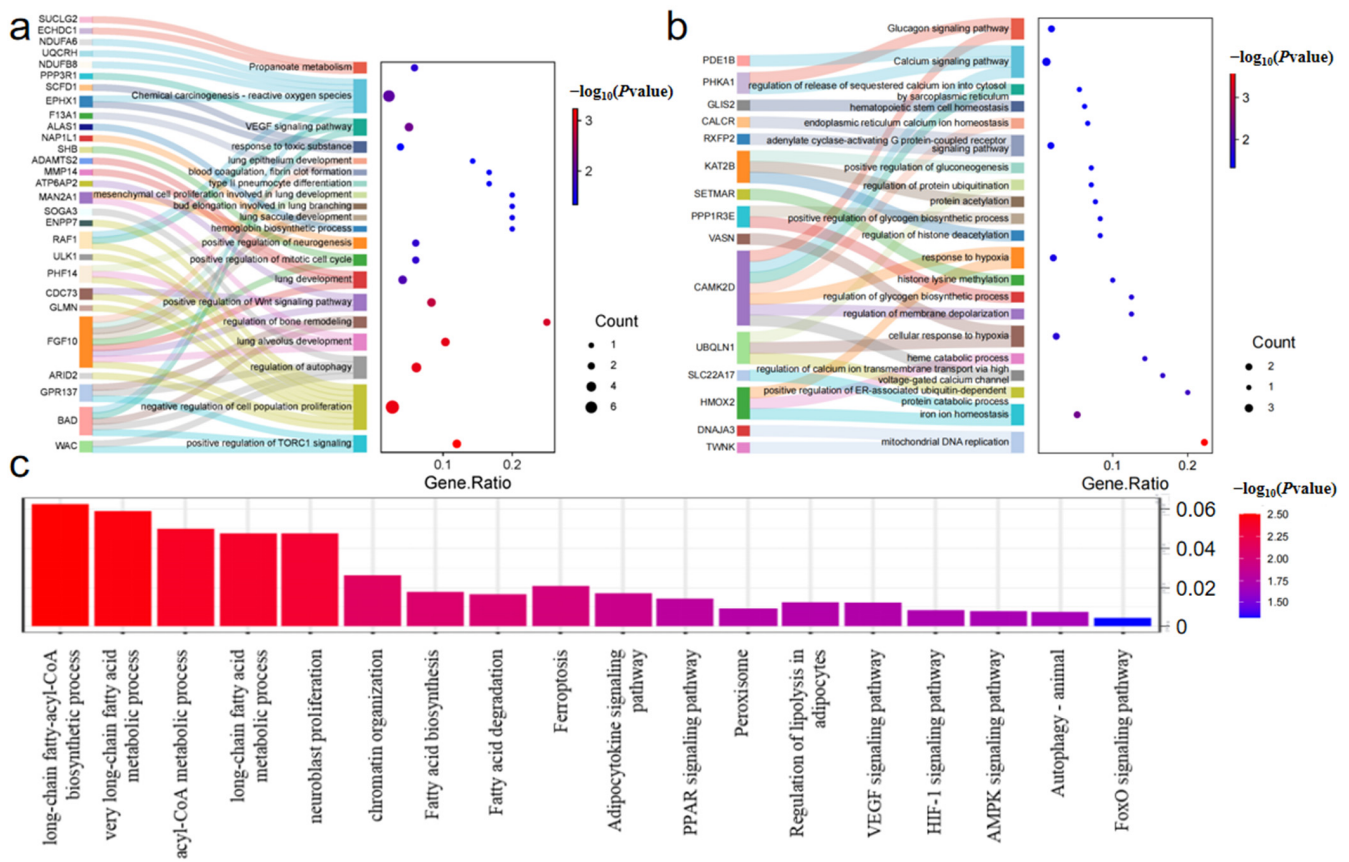 a
SUCLG2
ECHDC1
NDUFA6
UQCRH
NDUFB8
PPP3R1
SCFD1
EPHX1
F13A1
ALAS1
NAP1L1
SHB
ADAMTS2
MMP14
ATP6AP2
MAN2A1
SOGA3
ENPP7
RAF1
ULK1
PHF14
CDC73
GLMN
FGF10
ARID2
GPR137
BAD
WAC
Propanoate metabolism
Chemical carcinogenesis - reactive oxygen species
VEGF signaling pathway
response to toxic substance
lung epithelium development
blood coagulation, fibrin clot formation
type II pneumocyte differentiation
mesenchymal cell proliferation involved in lung development
bud elongation involved in lung branching
lung saccule development
hemoglobin biosynthetic process
positive regulation of neurogenesis
positive regulation of mitotic cell cycle
lung development
positive regulation of Wnt signaling pathway
regulation of bone remodeling
lung alveolus development
regulation of autophagy
negative regulation of cell population proliferation
positive regulation of TORC1 signaling
0.1
0.2
Gene.Ratio
−log10(Pvalue)
3
2
Count
1
2
4
6
b
PDE1B
PHKA1
GLIS2
CALCR
RXFP2
KAT2B
SETMAR
PPP1R3E
VASN
CAMK2D
UBQLN1
SLC22A17
HMOX2
DNAJA3
TWNK
Glucagon signaling pathway
Calcium signaling pathway
regulation of release of sequestered calcium ion into cytosol
by sarcoplasmic reticulum
hematopoietic stem cell homeostasis
endoplasmic reticulum calcium ion homeostasis
adenylate cyclase-activating G protein-coupled receptor
signaling pathway
positive regulation of gluconeogenesis
regulation of protein ubiquitination
protein acetylation
positive regulation of glycogen biosynthetic process
regulation of histone deacetylation
response to hypoxia
histone lysine methylation
regulation of glycogen biosynthetic process
regulation of membrane depolarization
cellular response to hypoxia
heme catabolic process
regulation of calcium ion transmembrane transport via high
voltage-gated calcium channel
positive regulation of ER-associated ubiquitin-dependent
protein catabolic process
iron ion homeostasis
mitochondrial DNA replication
0.1
0.2
Gene.Ratio
−log10(Pvalue)
3
2
Count
2
1
3
c
0.06
0.04
0.02
0
−log10(Pvalue)
2.50
2.25
2.00
1.75
1.50
long-chain fatty-acyl-CoA
biosynthetic process
very long-chain fatty acid
metabolic process
acyl-CoA metabolic process
long-chain fatty acid
metabolic process
neuroblast proliferation
chromatin organization
Fatty acid biosynthesis
Fatty acid degradation
Ferroptosis
Adipocytokine signaling
pathway
PPAR signaling pathway
Peroxisome
Regulation of lipolysis in
adipocytes
VEGF signaling pathway
HIF-1 signaling pathway
AMPK signaling pathway
Autophagy - animal
FoxO signaling pathway